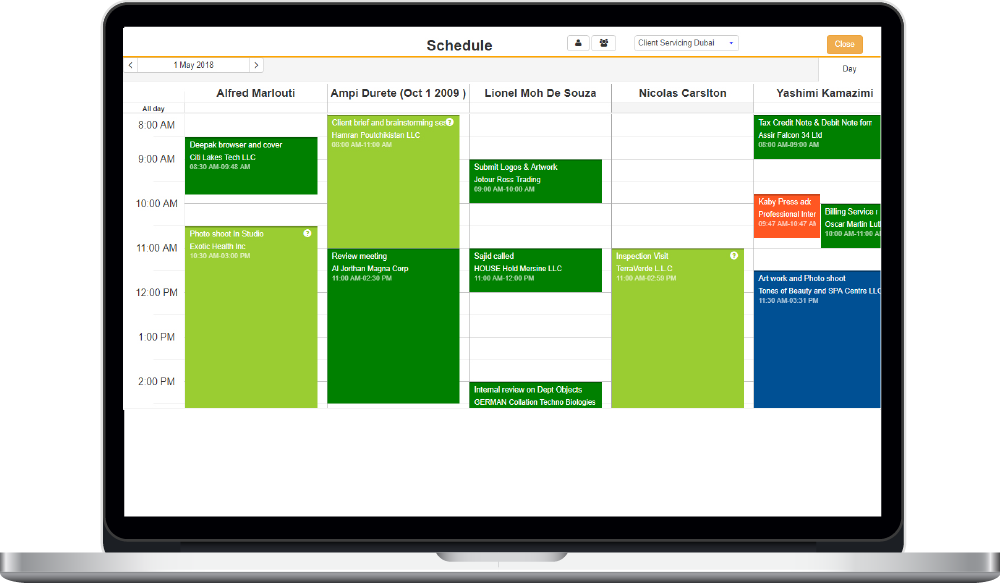 Schedule
Client Servicing Dubai
Close
1 May 2018
Day
Alfred Marlouti
Ampi Durete (Oct 1 2009 )
Lionel Moh De Souza
Nicolas Carslton
Yashimi Kamazimi
All day
8:00 AM
9:00 AM
10:00 AM
11:00 AM
12:00 PM
1:00 PM
2:00 PM
Deepak browser and cover
Citi Lakes Tech LLC
08:30 AM-09:48 AM
Photo shoot In Studio
Exotic Health Inc
10:30 AM-03:00 PM
Client brief and brainstorming ses
Hamran Poutchikistan LLC
08:00 AM-11:00 AM
Review meeting
Al Jorthan Magna Corp
11:00 AM-02:30 PM
Submit Logos & Artwork
Jetour Ross Trading
09:00 AM-10:00 AM
Sajid called
HOUSE Held Mersine LLC
11:00 AM-12:00 PM
Internal review on Dept Objects
GERMAN Collation Techno Biologies
Inspection Visit
TerraVerde L.L.C
11:00 AM-02:58 PM
Tax Credit Note & Debit Note form
Assir Falcon 34 Ltd
08:00 AM-09:00 AM
Kaby Press ad
Professional Inter
09:47 AM-10:47 AM
Billing Service
Oscar Martin Lut
10:00 AM-11:00 A
Art work and Photo shoot
Tones of Beauty and SPA Centre LLC
11:30 AM-03:31 PM